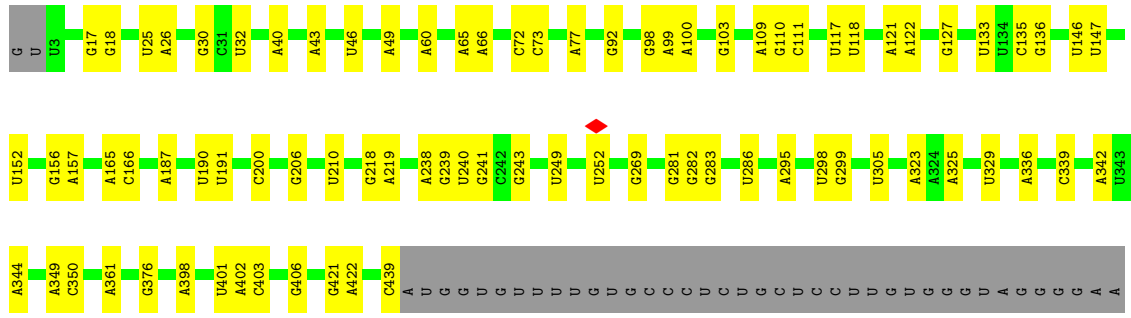 G U U3 G17 G18 U25 A26 G30 C31 U32 A40 A43 U46 A49 A60 A65 A66 C72 C73 A77 G92 G98 A99 A100 G103 A109 G110 C111 U117 U118 A121 A122 G127 U133 U134 C135 G136 U146 U147
U152 G156 A157 A165 C166 A187 U190 U191 C200 G206 U210 G218 A219 A238 G239 U240 G241 C242 G243 U249 U252 G269 G281 G282 G283 U286 A295 U298 G299 U305 A323 A324 A325 U329 A336 C339 A342 U343
A344 A349 C350 A361 G376 A398 U401 A402 C403 G406 G421 A422 C439 A U G G U G U U U U U G U G C C C U C U G C U C C U U G U G G G G U A G G G G A A